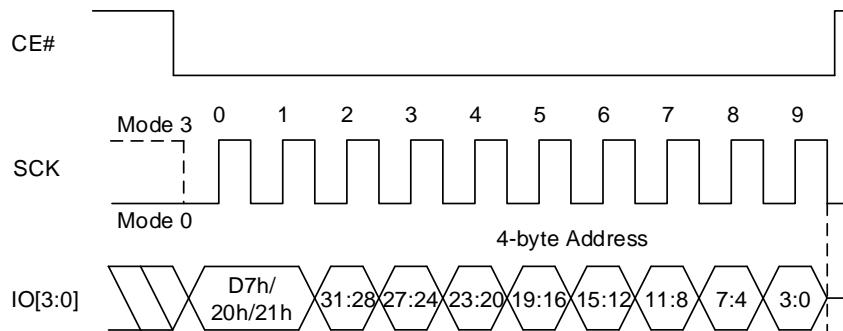 CE#
Mode 3
0 1 2 3 4 5 6 7 8 9
SCK
Mode 0
4-byte Address
IO[3:0]
D7h/
20h/21h
31:28 27:24 23:20 19:16 15:12 11:8 7:4 3:0